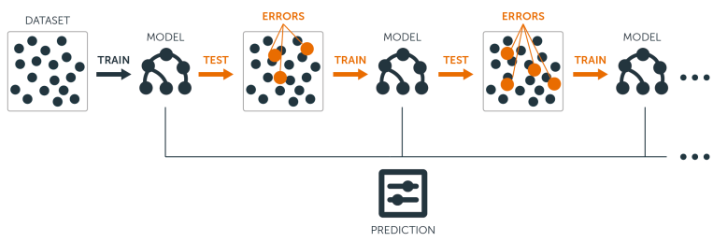 DATASET
MODEL
ERRORS
MODEL
ERRORS
MODEL
TRAIN
TEST
TRAIN
TEST
TRAIN
PREDICTION